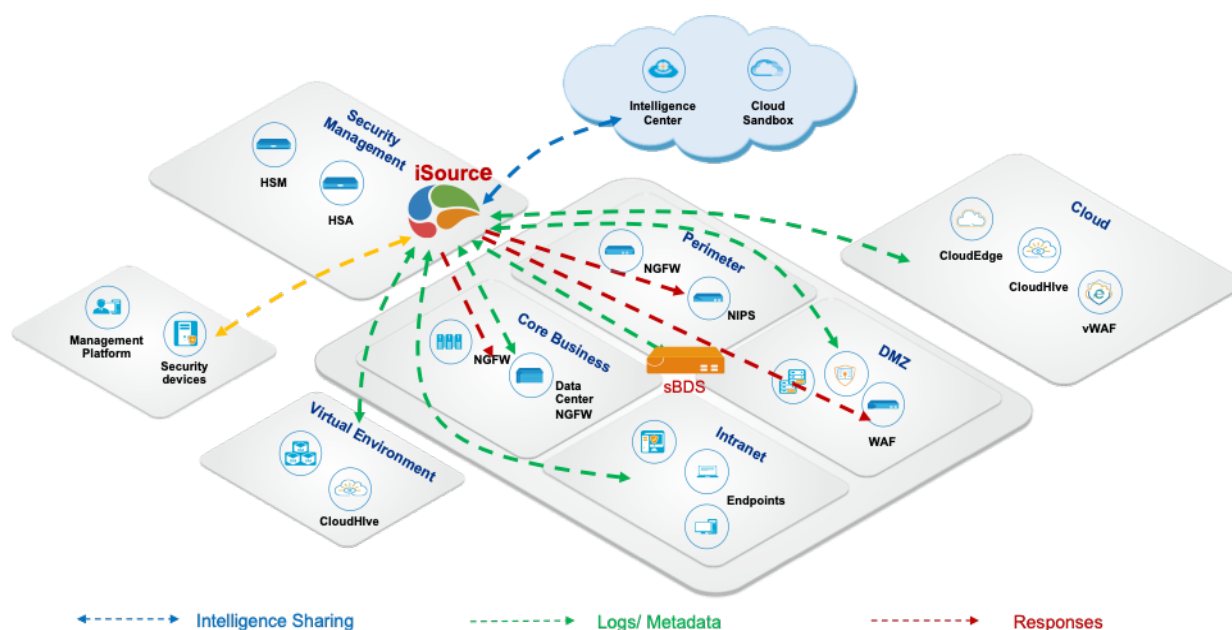 Intelligence
Center
Cloud
Sandbox
Security
Management
HSM
HSA
iSource
Perimeter
NGFW
NIPS
Cloud
CloudEdge
CloudHIve
vWAF
Management
Platform
Security
devices
Core Business
NGFW
Data
Center
NGFW
sBDS
DMZ
WAF
Virtual Environment
CloudHIve
Intranet
Endpoints
Intelligence Sharing
Logs/ Metadata
Responses